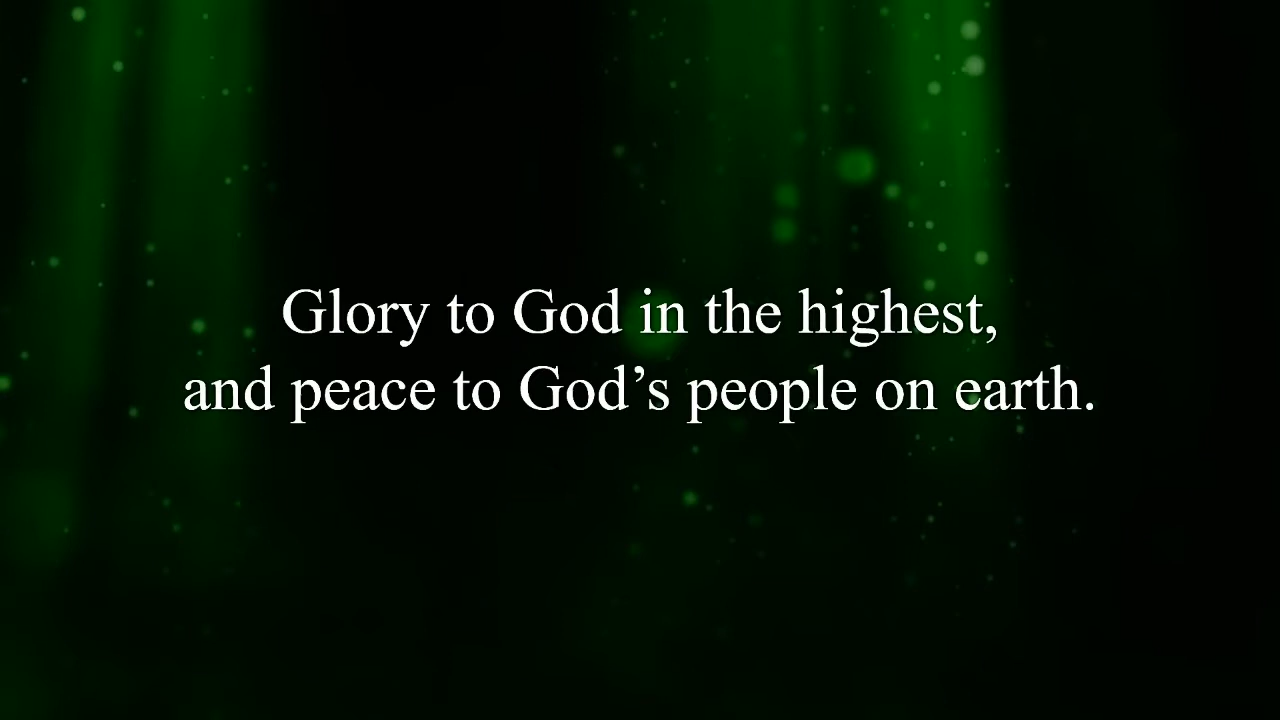 Glory to God in the highest,
and peace to God’s people on earth.